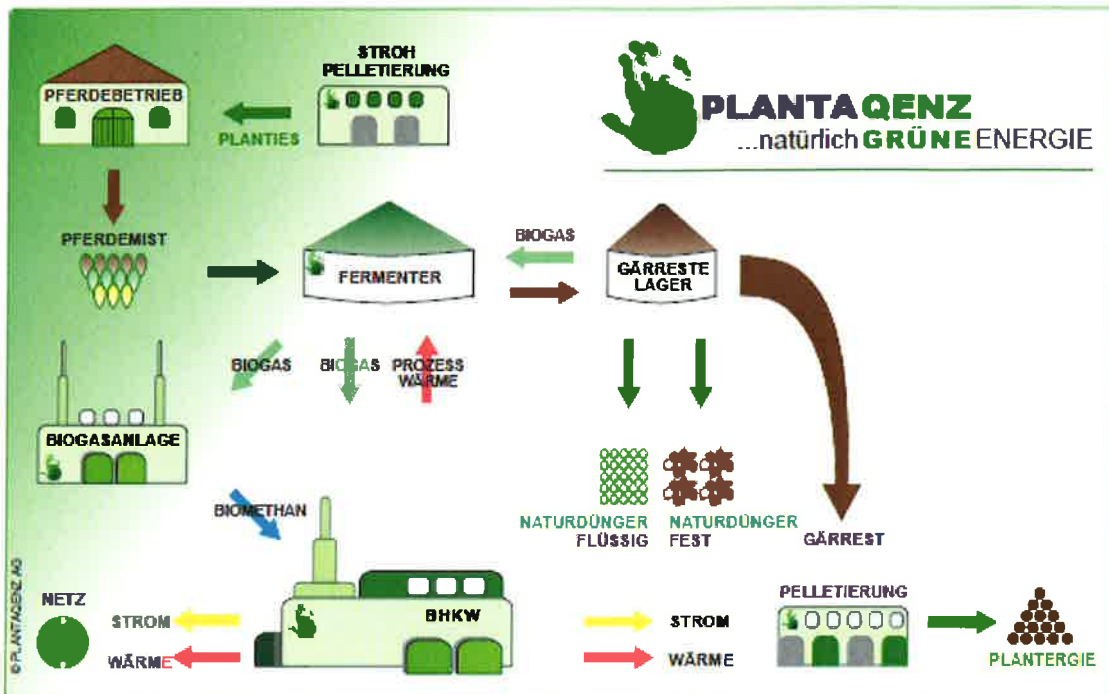 STROH
PELLETIERUNG
PFERDEBETRIEB
PLANTIES
PLANTAQENZ
...natürlich GRÜNE ENERGIE
PFERDEMIST
FERMENTER
BIOGAS
GÄRRESTE
LAGER
BIOGAS
BIOGAS
PROZESS
WÄRME
BIOGASANLAGE
BIOMETHAN
NATURDÜNGER
FLÜSSIG
NATURDÜNGER
FEST
GÄRREST
© PLANTAQENZ AG
NETZ
STROM
WÄRME
BHKW
STROM
WÄRME
PELLETIERUNG
PLANTERGIE